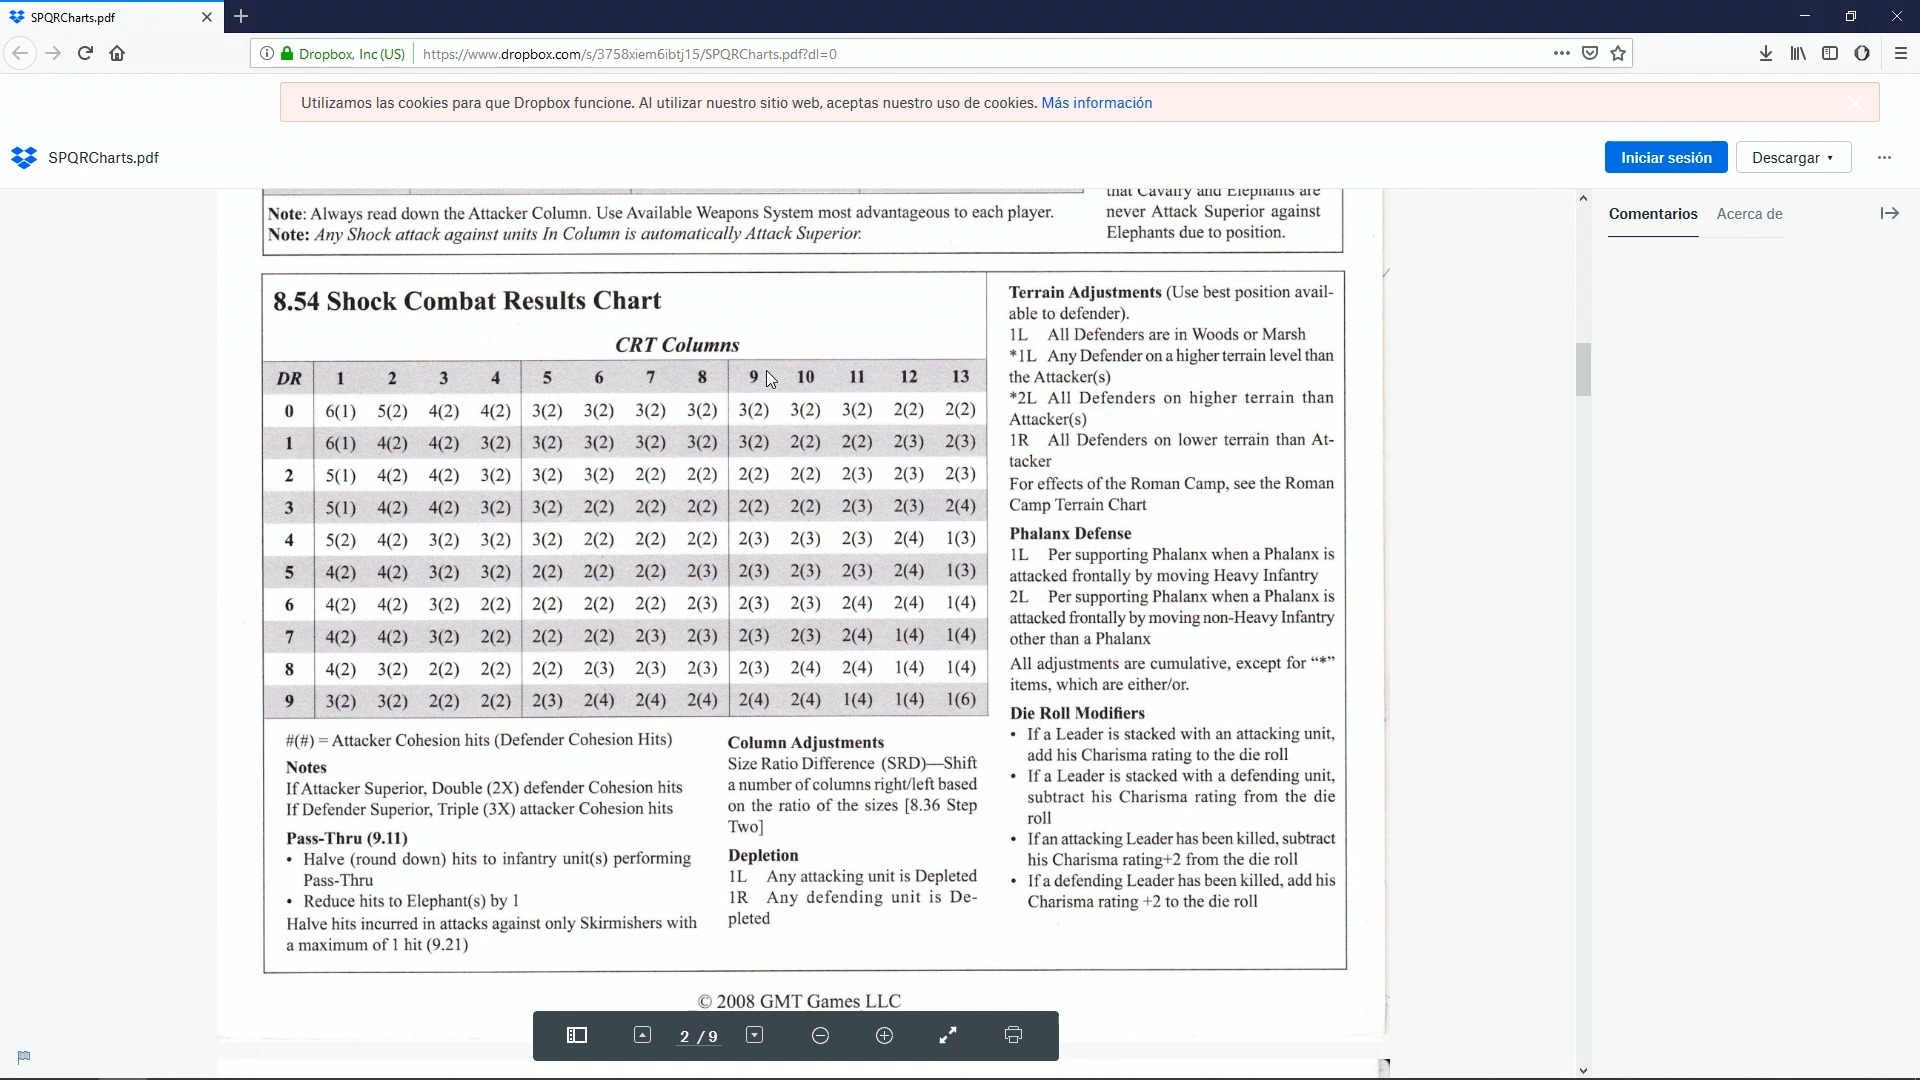 SPQRCharts.pdf
Dropbox, Inc (US) https://www.dropbox.com/s/3758xiem6ibtj15/SPQRCharts.pdf?dl=0
Utilizamos las cookies para que Dropbox funcione. Al utilizar nuestro sitio web, aceptas nuestro uso de cookies. Más información
SPQRCharts.pdf
Iniciar sesión
Descargar
Comentarios
Acerca de
Note: Always read down the Attacker Column. Use Available Weapons System most advantageous to each player.
Note: Any Shock attack against units In Column is automatically Attack Superior.
that Cavalry and Elephants are
never Attack Superior against
Elephants due to position.
8.54 Shock Combat Results Chart
CRT Columns
DR 1 2 3 4 5 6 7 8 9 10 11 12 13
0 6(1) 5(2) 4(2) 4(2) 3(2) 3(2) 3(2) 3(2) 3(2) 3(2) 3(2) 2(2) 2(2)
1 6(1) 4(2) 4(2) 3(2) 3(2) 3(2) 3(2) 3(2) 3(2) 2(2) 2(2) 2(3) 2(3)
2 5(1) 4(2) 4(2) 3(2) 3(2) 3(2) 2(2) 2(2) 2(2) 2(2) 2(3) 2(3) 2(3)
3 5(1) 4(2) 4(2) 3(2) 3(2) 2(2) 2(2) 2(2) 2(2) 2(2) 2(3) 2(3) 2(4)
4 5(2) 4(2) 3(2) 3(2) 3(2) 2(2) 2(2) 2(2) 2(3) 2(3) 2(3) 2(4) 1(3)
5 4(2) 4(2) 3(2) 3(2) 2(2) 2(2) 2(2) 2(3) 2(3) 2(3) 2(3) 2(4) 1(3)
6 4(2) 4(2) 3(2) 2(2) 2(2) 2(2) 2(2) 2(3) 2(3) 2(3) 2(4) 2(4) 1(4)
7 4(2) 4(2) 3(2) 2(2) 2(2) 2(2) 2(3) 2(3) 2(3) 2(3) 2(4) 1(4) 1(4)
8 4(2) 3(2) 2(2) 2(2) 2(2) 2(3) 2(3) 2(3) 2(3) 2(4) 2(4) 1(4) 1(4)
9 3(2) 3(2) 2(2) 2(2) 2(3) 2(4) 2(4) 2(4) 2(4) 2(4) 1(4) 1(4) 1(6)
#(#) = Attacker Cohesion hits (Defender Cohesion Hits)
Notes
If Attacker Superior, Double (2X) defender Cohesion hits
If Defender Superior, Triple (3X) attacker Cohesion hits
Pass-Thru (9.11)
• Halve (round down) hits to infantry unit(s) performing
Pass-Thru
• Reduce hits to Elephant(s) by 1
Halve hits incurred in attacks against only Skirmishers with
a maximum of 1 hit (9.21)
Column Adjustments
Size Ratio Difference (SRD)—Shift
a number of columns right/left based
on the ratio of the sizes [8.36 Step
Two]
Depletion
1L Any attacking unit is Depleted
1R Any defending unit is De-
pleted
Terrain Adjustments (Use best position avail-
able to defender).
1L All Defenders are in Woods or Marsh
*1L Any Defender on a higher terrain level than
the Attacker(s)
*2L All Defenders on higher terrain than
Attacker(s)
1R All Defenders on lower terrain than At-
tacker
For effects of the Roman Camp, see the Roman
Camp Terrain Chart
Phalanx Defense
1L Per supporting Phalanx when a Phalanx is
attacked frontally by moving Heavy Infantry
2L Per supporting Phalanx when a Phalanx is
attacked frontally by moving non-Heavy Infantry
other than a Phalanx
All adjustments are cumulative, except for “*”
items, which are either/or.
Die Roll Modifiers
• If a Leader is stacked with an attacking unit,
add his Charisma rating to the die roll
• If a Leader is stacked with a defending unit,
subtract his Charisma rating from the die
roll
• If an attacking Leader has been killed, subtract
his Charisma rating+2 from the die roll
• If a defending Leader has been killed, add his
Charisma rating +2 to the die roll
© 2008 GMT Games LLC
2 / 9